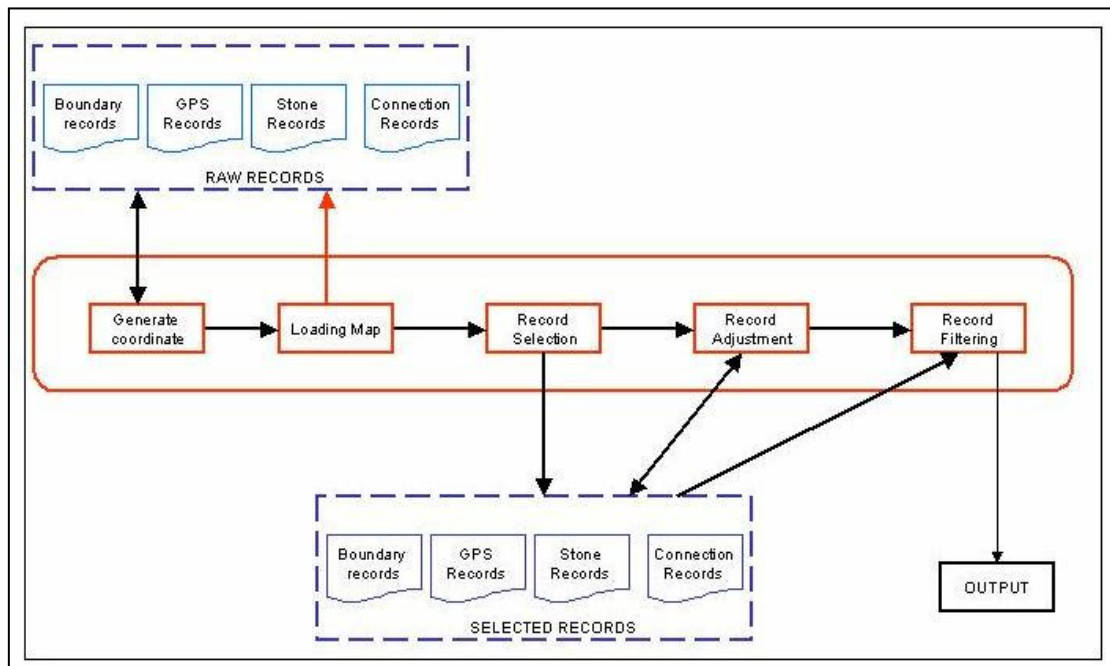 Boundary
records
GPS
Records
Stone
Records
Connection
Records
RAW RECORDS
Generate
coordinate
Loading Map
Record
Selection
Record
Adjustment
Record
Filtering
Boundary
records
GPS
Records
Stone
Records
Connection
Records
SELECTED RECORDS
OUTPUT